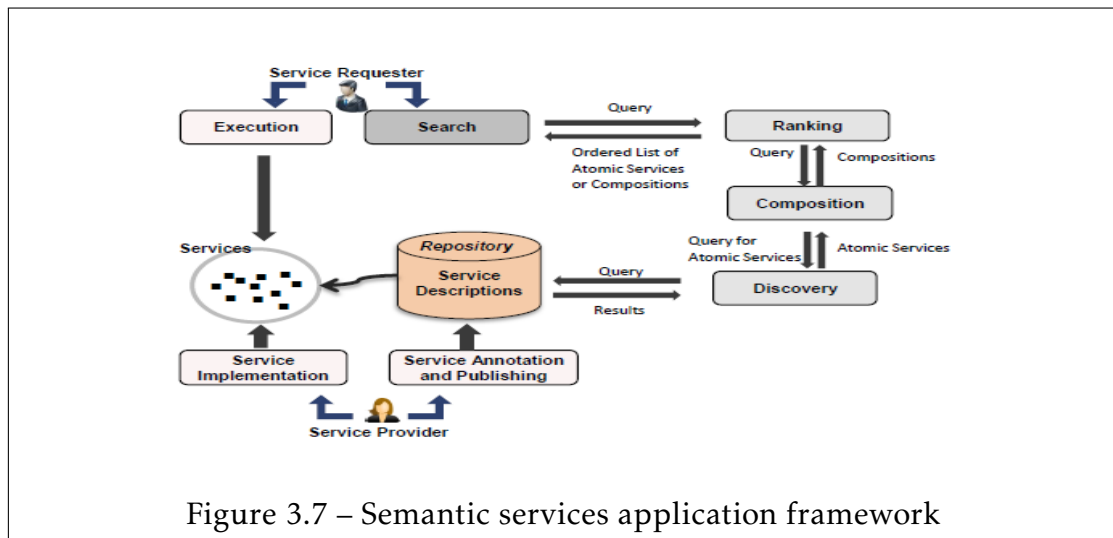 Service Requester
Execution
Search
Query
Ordered List of
Atomic Services
or Compositions
Ranking
Query
Compositions
Composition
Query for
Atomic Services
Atomic Services
Discovery
Services
Repository
Service
Descriptions
Query
Results
Service
Implementation
Service Annotation
and Publishing
Service Provider
Figure 3.7 – Semantic services application framework